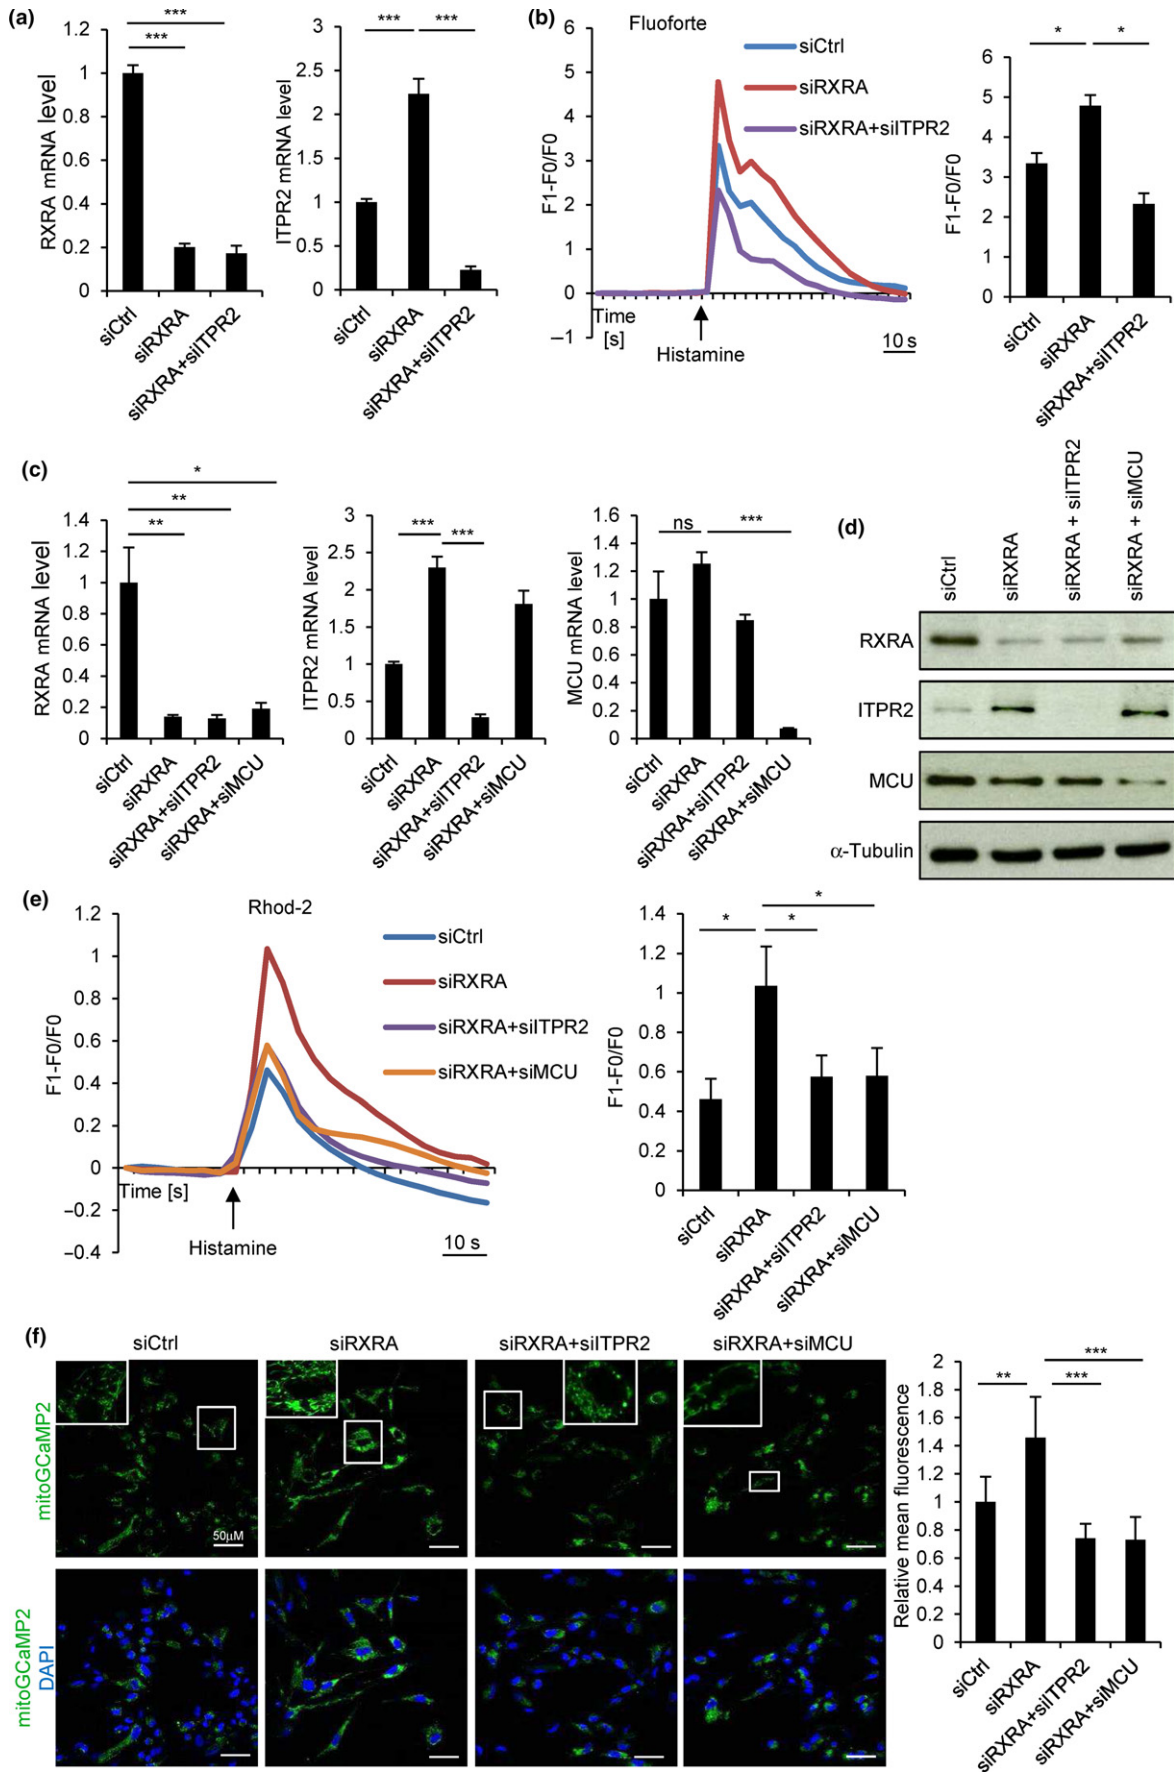 (a)
***
***
RXRA mRNA level
1.2
1
0.8
0.6
0.4
0.2
0
siCtrl
siRXRA
siRXRA+siITPR2
***
***
ITPR2 mRNA level
3
2.5
2
1.5
1
0.5
0
siCtrl
siRXRA
siRXRA+siITPR2
(b)
Fluoforte
siCtrl
siRXRA
siRXRA+siITPR2
F1-F0/F0
6
5
4
3
2
1
0
–1
Time
[s]
Histamine
10 s
*
*
F1-F0/F0
6
5
4
3
2
1
0
siCtrl
siRXRA
siRXRA+siITPR2
(c)
*
**
**
RXRA mRNA level
1.4
1.2
1
0.8
0.6
0.4
0.2
0
siCtrl
siRXRA
siRXRA+siITPR2
siRXRA+siMCU
***
***
ITPR2 mRNA level
3
2.5
2
1.5
1
0.5
0
siCtrl
siRXRA
siRXRA+siITPR2
siRXRA+siMCU
ns
***
MCU mRNA level
1.6
1.4
1.2
1
0.8
0.6
0.4
0.2
0
siCtrl
siRXRA
siRXRA+siITPR2
siRXRA+siMCU
(d)
siCtrl
siRXRA
siRXRA + siITPR2
siRXRA + siMCU
RXRA
ITPR2
MCU
α-Tubulin
(e)
Rhod-2
siCtrl
siRXRA
siRXRA+siITPR2
siRXRA+siMCU
F1-F0/F0
1.2
1
0.8
0.6
0.4
0.2
0
–0.2
–0.4
Time [s]
Histamine
10 s
*
*
*
F1-F0/F0
1.4
1.2
1
0.8
0.6
0.4
0.2
0
siCtrl
siRXRA
siRXRA+siITPR2
siRXRA+siMCU
(f)
siCtrl
siRXRA
siRXRA+siITPR2
siRXRA+siMCU
mitoGCaMP2
50µM
mitoGCaMP2
DAPI
***
**
***
Relative mean fluorescence
2
1.8
1.6
1.4
1.2
1
0.8
0.6
0.4
0.2
0
siCtrl
siRXRA
siRXRA+siITPR2
siRXRA+siMCU